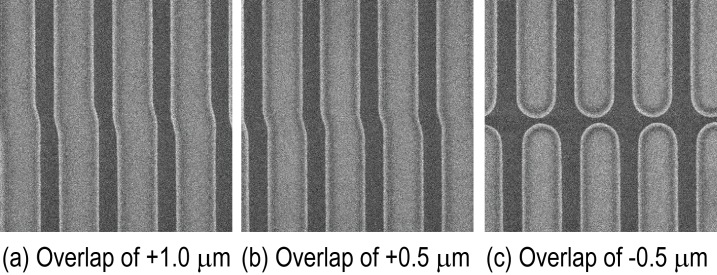 (a) Overlap of +1.0 μm (b) Overlap of +0.5 μm (c) Overlap of -0.5 μm